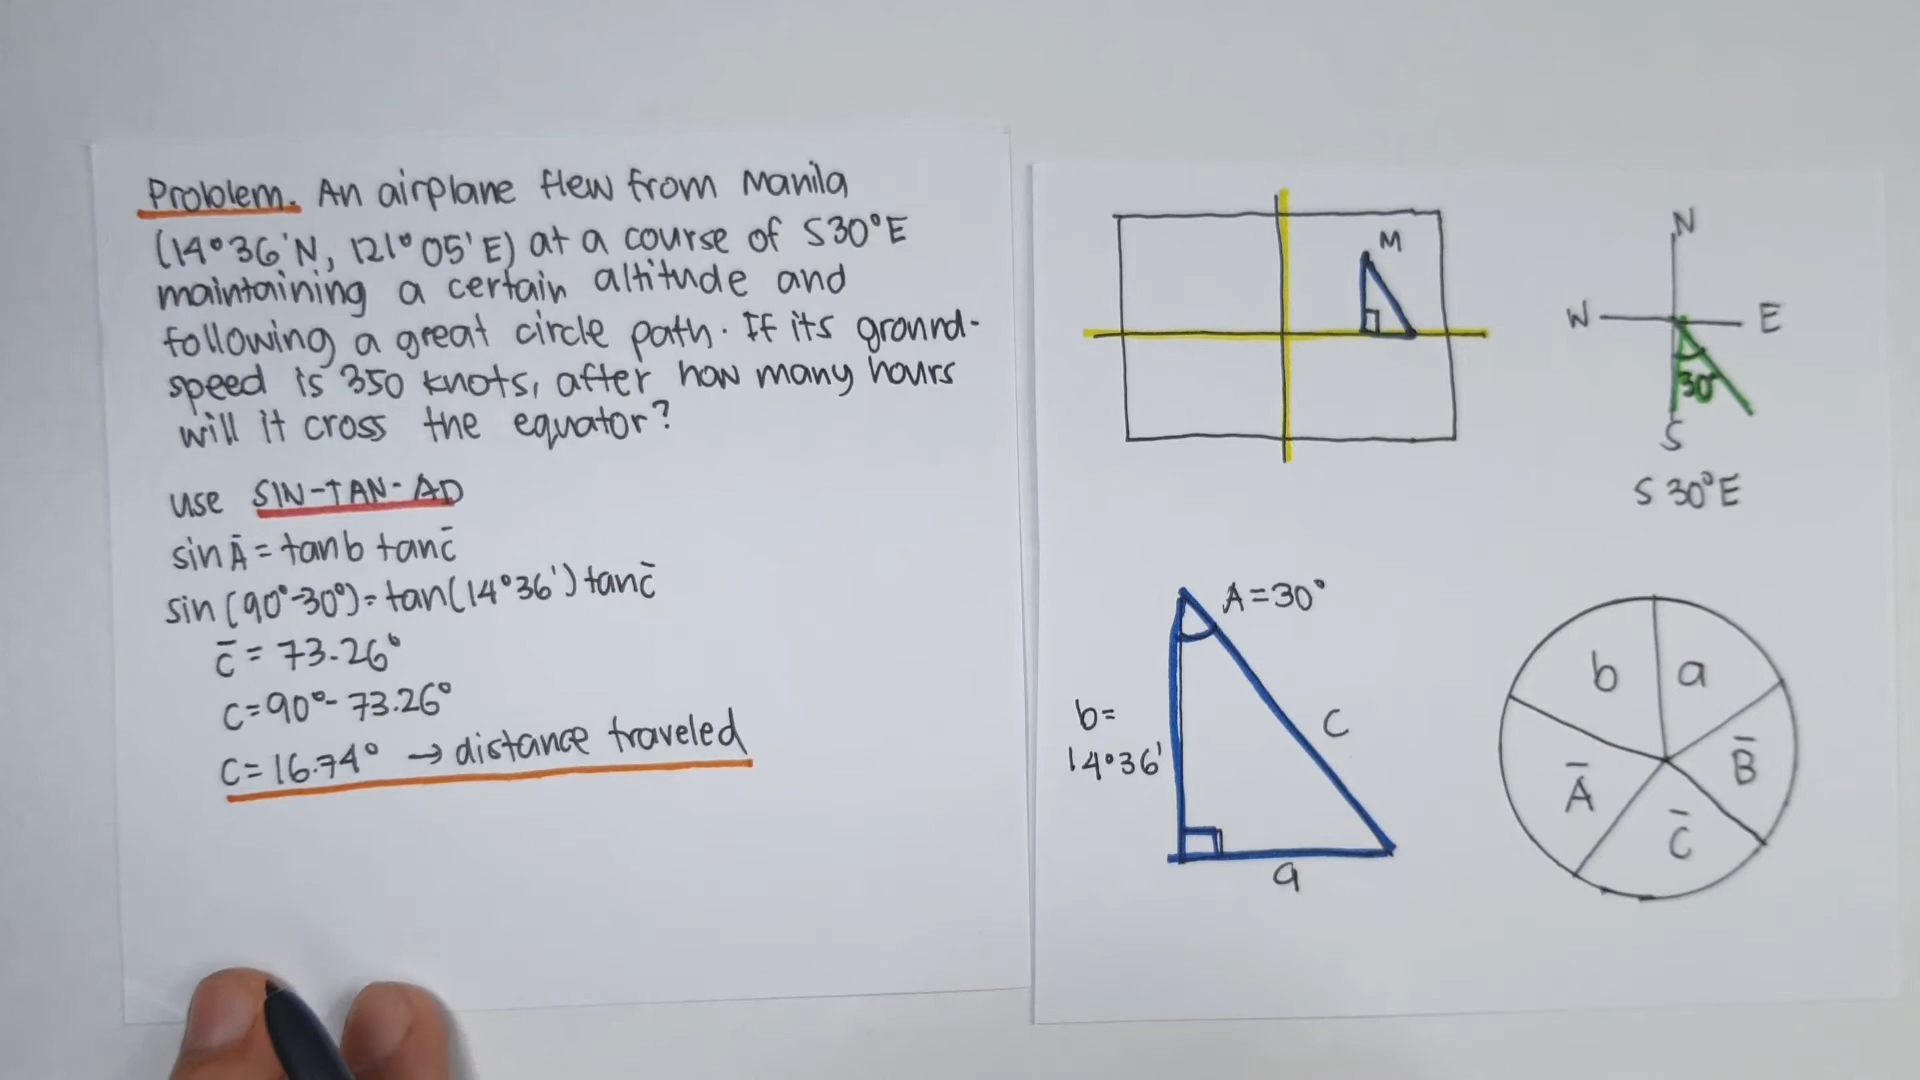 Problem. An airplane flew from Manila
(14°36'N, 121°05'E) at a course of S30°E
maintaining a certain altitude and
following a great circle path. If its ground-
speed is 350 knots, after how many hours
will it cross the equator?
use SIN-TAN-AD
sin Ā = tan b tan c̄
sin (90°-30°) = tan(14°36') tan c̄
c̄ = 73.26°
c = 90° - 73.26°
c = 16.74° → distance traveled
M
N
W
E
30°
S
S 30°E
A = 30°
b =
14°36'
c
a
b
a
Ā
B̄
c̄